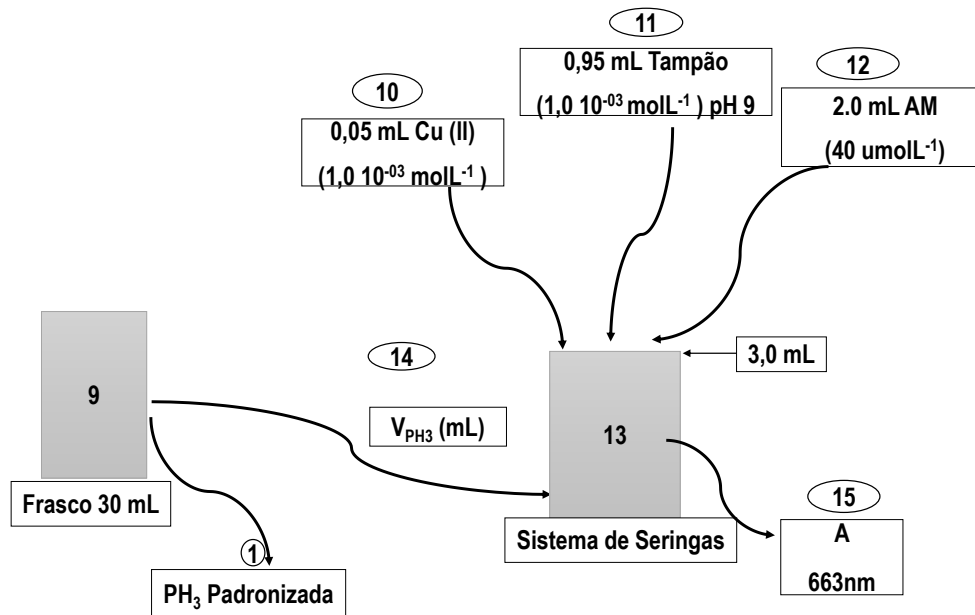 11
0,95 mL Tampão
(1,0 10⁻⁰³ molL⁻¹ ) pH 9
12
2.0 mL AM
(40 umolL⁻¹)
10
0,05 mL Cu (II)
(1,0 10⁻⁰³ molL⁻¹ )
14
3,0 mL
9
V_PH3 (mL)
13
Frasco 30 mL
Sistema de Seringas
15
A
663nm
1
PH₃ Padronizada